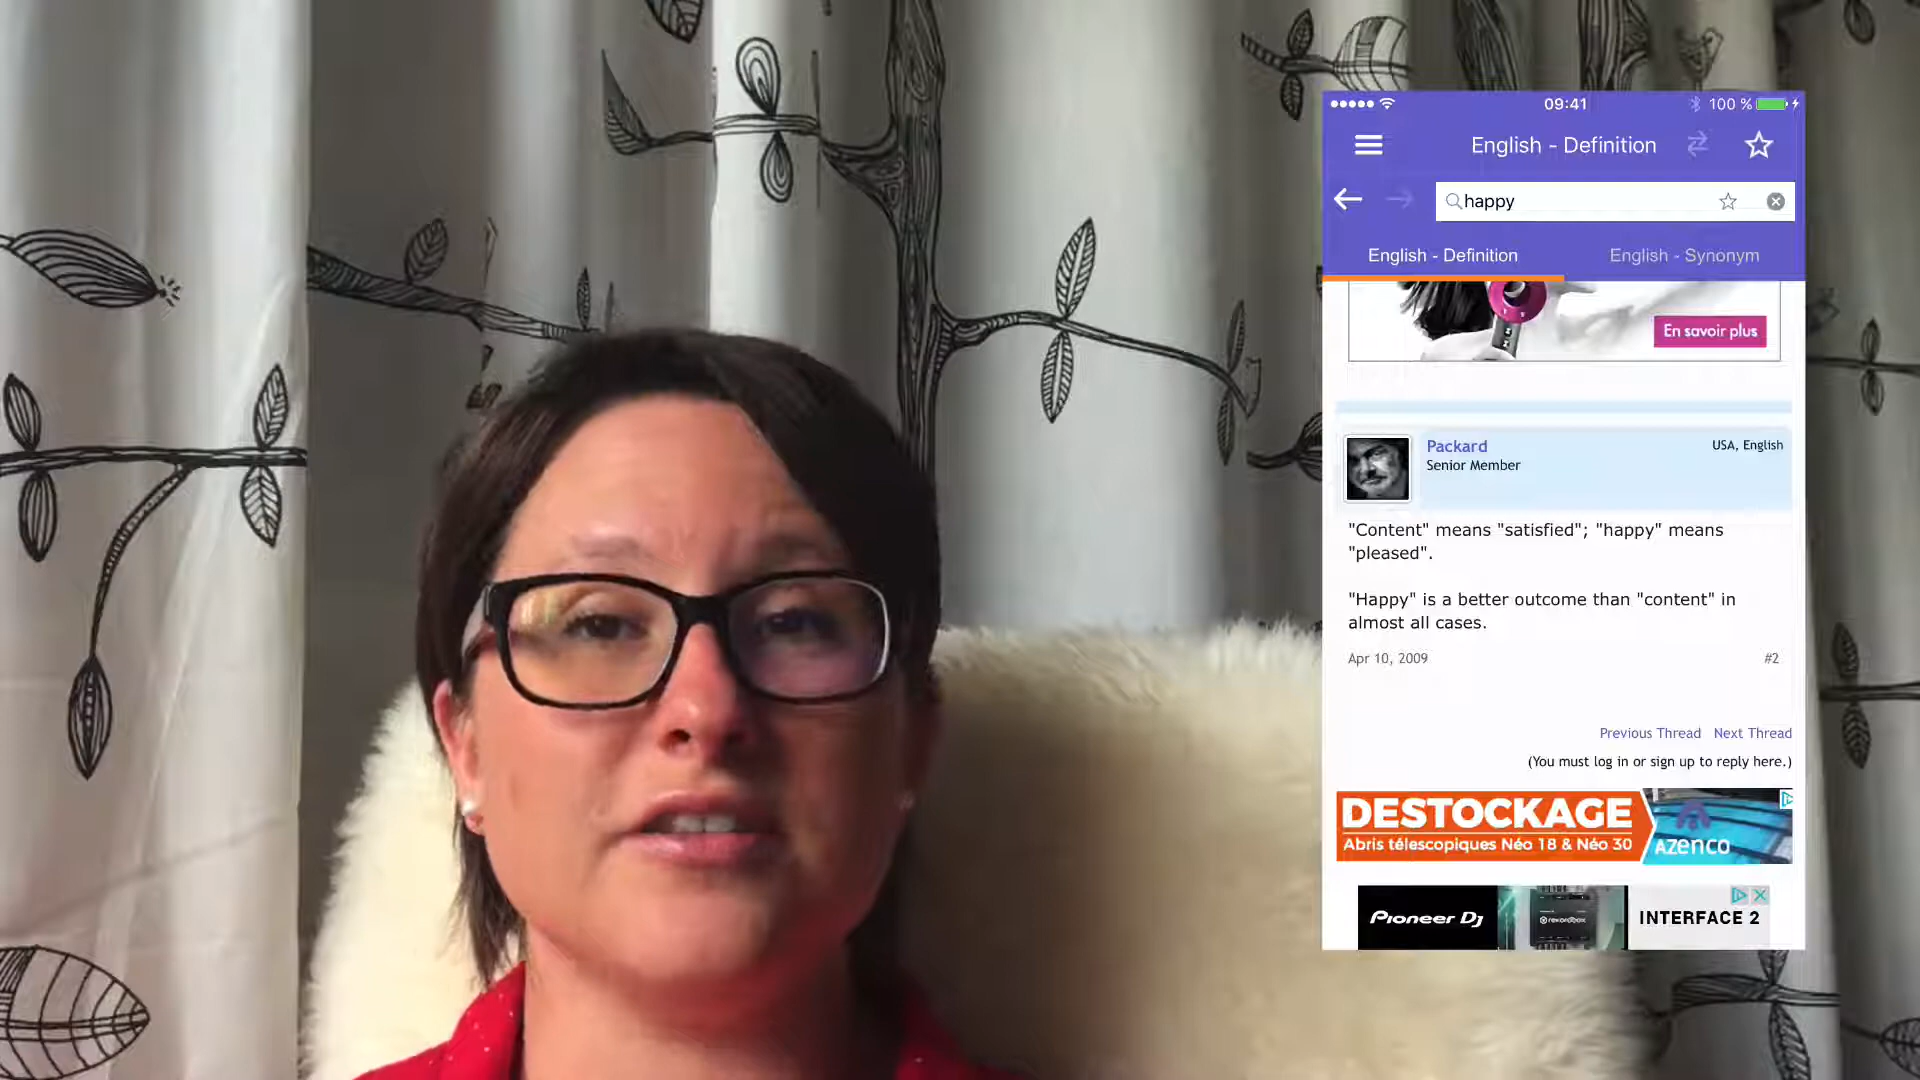 09:41
100 %
English - Definition
happy
English - Definition
English - Synonym
En savoir plus
Packard
USA, English
Senior Member
"Content" means "satisfied"; "happy" means
"pleased".
"Happy" is a better outcome than "content" in
almost all cases.
Apr 10, 2009
#2
Previous Thread Next Thread
(You must log in or sign up to reply here.)
DESTOCKAGE
Abris télescopiques Néo 18 & Néo 30
AZENCO
Pioneer Dj
rekordbox
INTERFACE 2